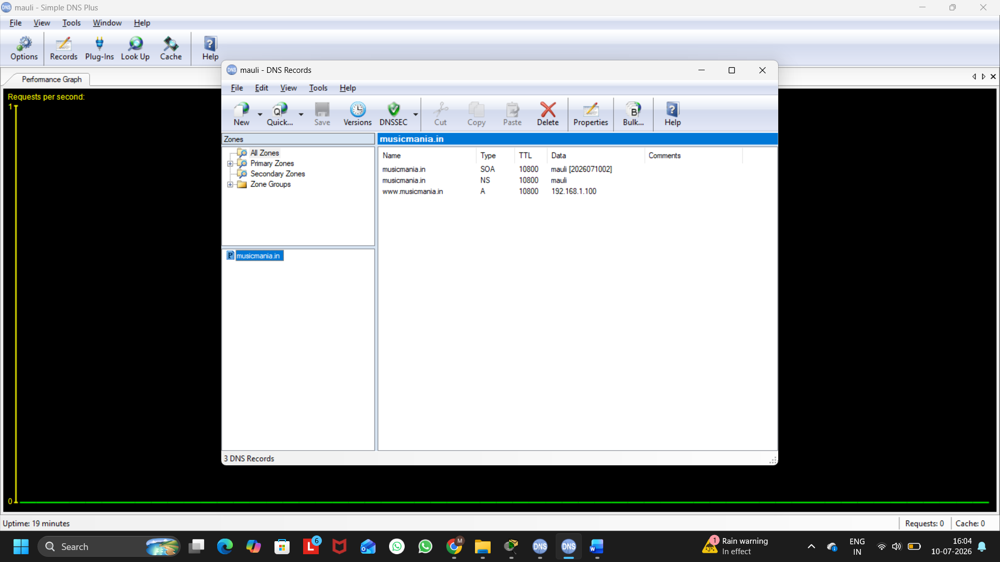 mauli - Simple DNS Plus
File View Tools Window Help
Options Records Plug-Ins Look Up Cache Help
Performance Graph
Requests per second:
1
0
mauli - DNS Records
File Edit View Tools Help
New Quick... Save Versions DNSSEC Cut Copy Paste Delete Properties Bulk... Help
Zones
All Zones
Primary Zones
Secondary Zones
Zone Groups
musicmania.in
musicmania.in
Name Type TTL Data Comments
musicmania.in SOA 10800 mauli [2026071002]
musicmania.in NS 10800 mauli
www.musicmania.in A 10800 192.168.1.100
3 DNS Records
Uptime: 19 minutes
Requests: 0 Cache: 0
Search
6
M
DNS
DNS
1
Rain warning
In effect
ENG
IN
16:04
10-07-2026